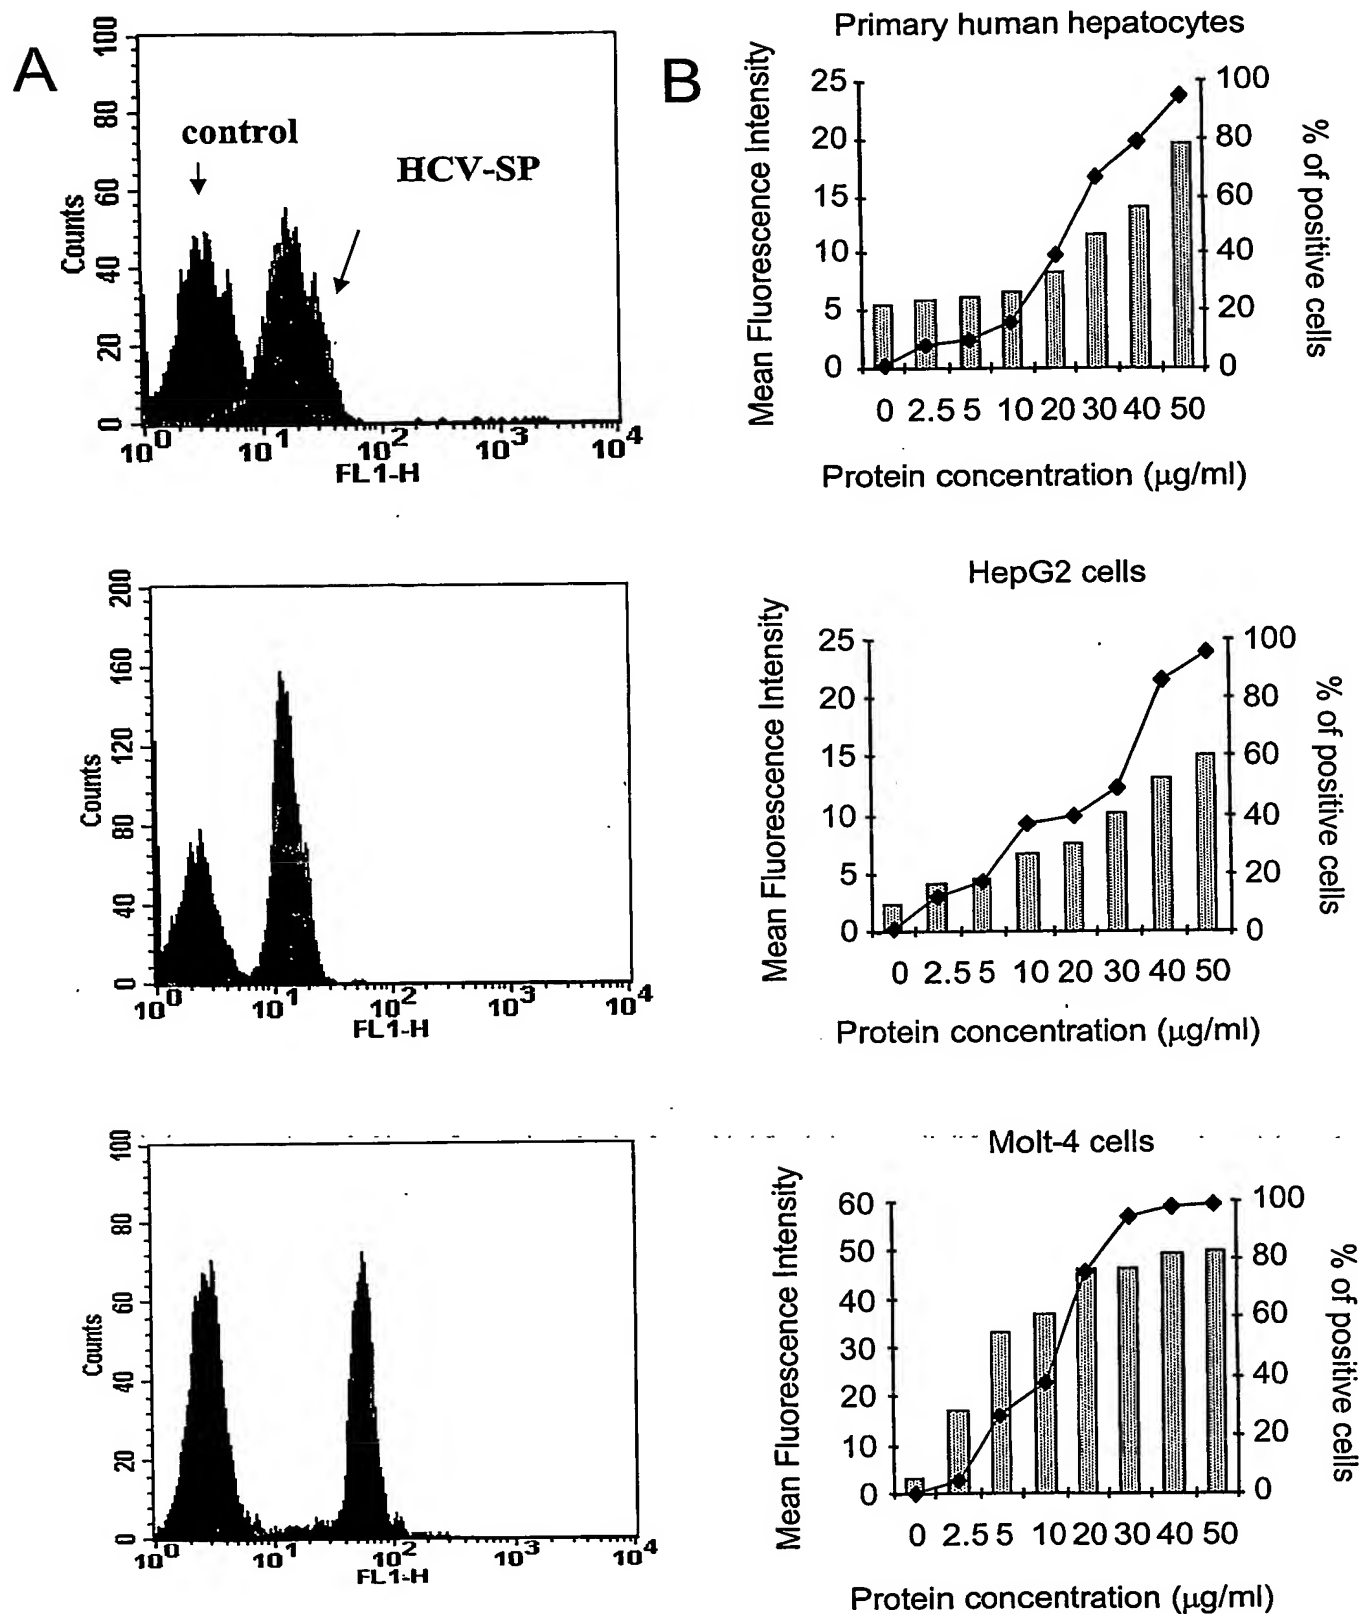 A
100
80
60
40
20
0
Counts
control
HCV-SP
10^0 10^1 10^2 10^3 10^4
FL1-H
B
Primary human hepatocytes
Mean Fluorescence Intensity
25
20
15
10
5
0
100
80
60
40
20
0
% of positive cells
0 2.5 5 10 20 30 40 50
Protein concentration (µg/ml)
200
160
120
80
40
0
Counts
10^0 10^1 10^2 10^3 10^4
FL1-H
HepG2 cells
Mean Fluorescence Intensity
25
20
15
10
5
0
100
80
60
40
20
0
% of positive cells
0 2.5 5 10 20 30 40 50
Protein concentration (µg/ml)
100
80
60
40
20
0
Counts
10^0 10^1 10^2 10^3 10^4
FL1-H
Molt-4 cells
Mean Fluorescence Intensity
60
50
40
30
20
10
0
100
80
60
40
20
0
% of positive cells
0 2.5 5 10 20 30 40 50
Protein concentration (µg/ml)